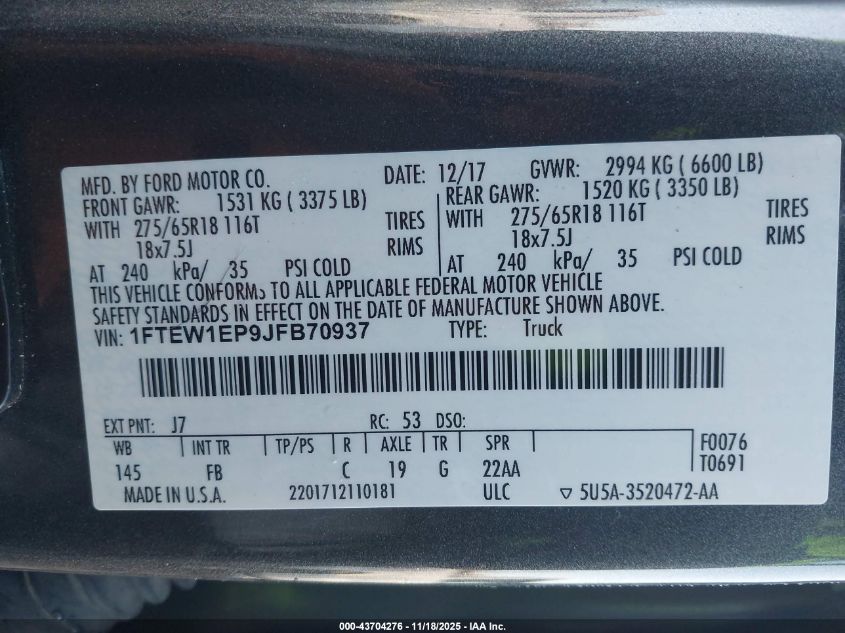 MFD. BY FORD MOTOR CO. DATE: 12/17 GVWR: 2994 KG ( 6600 LB)
FRONT GAWR: 1531 KG ( 3375 LB) REAR GAWR: 1520 KG ( 3350 LB)
WITH 275/65R18 116T TIRES WITH 275/65R18 116T TIRES
18x7.5J RIMS 18x7.5J RIMS
AT 240 kPa/ 35 PSI COLD AT 240 kPa/ 35 PSI COLD
THIS VEHICLE CONFORMS TO ALL APPLICABLE FEDERAL MOTOR VEHICLE
SAFETY STANDARDS IN EFFECT ON THE DATE OF MANUFACTURE SHOWN ABOVE.
VIN: 1FTEW1EP9JFB70937 TYPE: Truck
EXT PNT: J7 RC: 53 DSO:
WB INT TR TP/PS R AXLE TR SPR F0076
145 FB C 19 G 22AA T0691
MADE IN U.S.A. 2201712110181 ULC ▽ 5U5A-3520472-AA
000-43704276 - 11/18/2025 - IAA Inc.